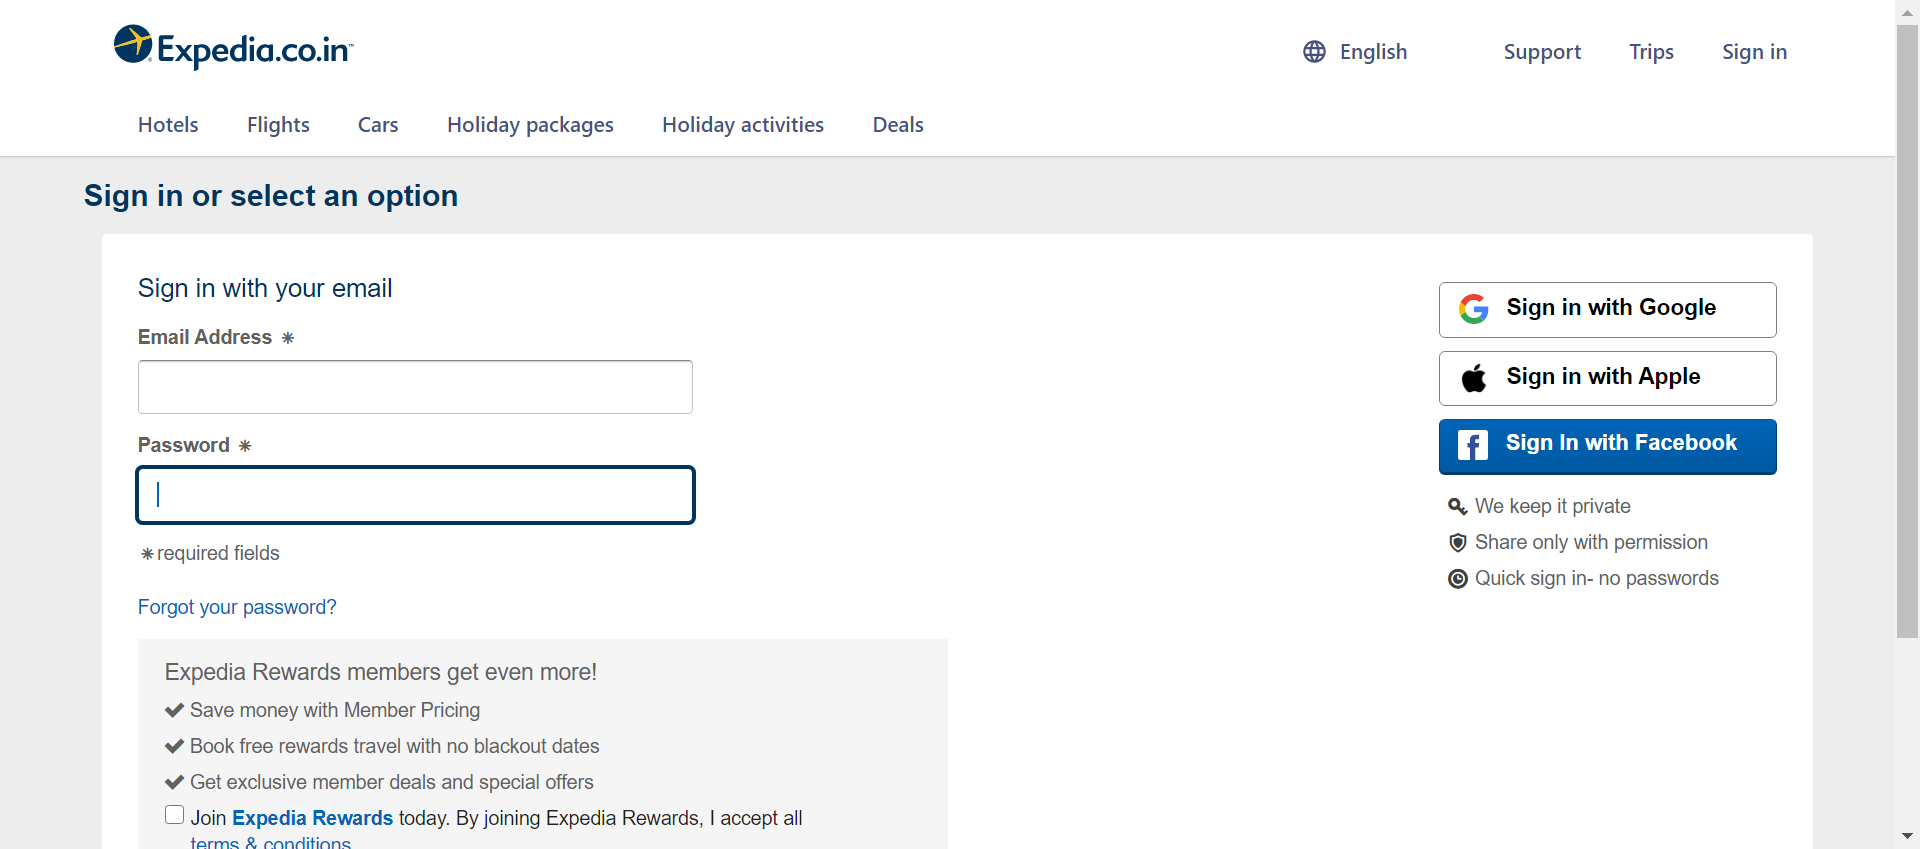 Expedia.co.in™
English
Support
Trips
Sign in
Hotels
Flights
Cars
Holiday packages
Holiday activities
Deals
Sign in or select an option
Sign in with your email
Email Address *
Password *
*required fields
Forgot your password?
Expedia Rewards members get even more!
Save money with Member Pricing
Book free rewards travel with no blackout dates
Get exclusive member deals and special offers
Join Expedia Rewards today. By joining Expedia Rewards, I accept all
terms & conditions.
Sign in with Google
Sign in with Apple
Sign In with Facebook
We keep it private
Share only with permission
Quick sign in- no passwords